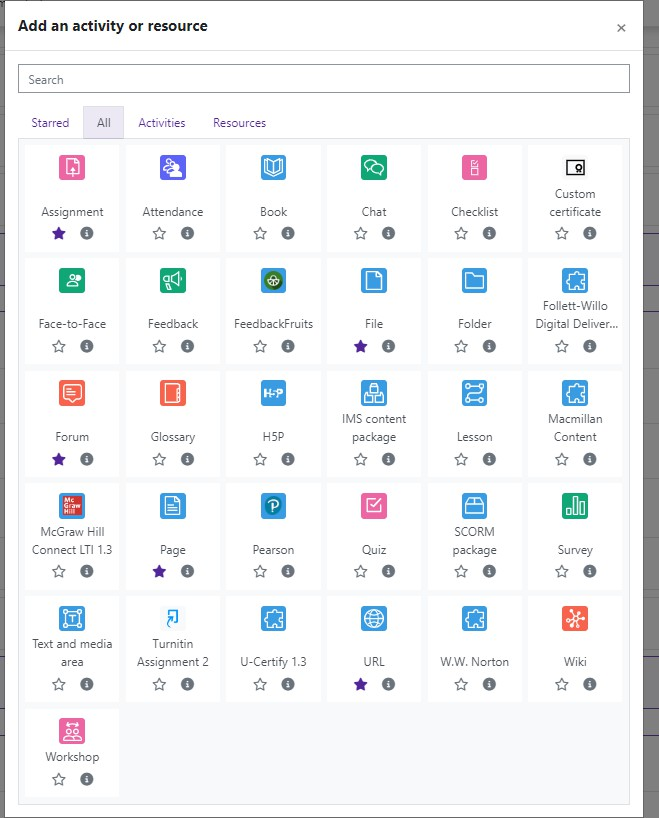 Add an activity or resource
×
Search
Starred
All
Activities
Resources
Assignment
Attendance
Book
Chat
Checklist
Custom
certificate
Face-to-Face
Feedback
FeedbackFruits
File
Folder
Follett-Willo
Digital Deliver...
Forum
Glossary
H-P
H5P
IMS content
package
Lesson
Macmillan
Content
Mc
Graw
Hill
McGraw Hill
Connect LTI 1.3
Page
P
Pearson
Quiz
SCORM
package
Survey
T
Text and media
area
Turnitin
Assignment 2
U-Certify 1.3
URL
W.W. Norton
Wiki
Workshop